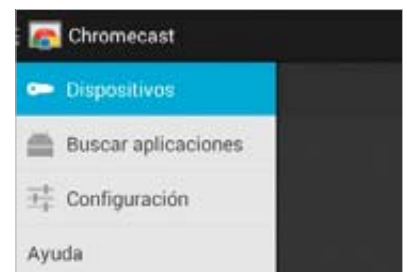 Chromecast
Dispositivos
Buscar aplicaciones
Configuración
Ayuda